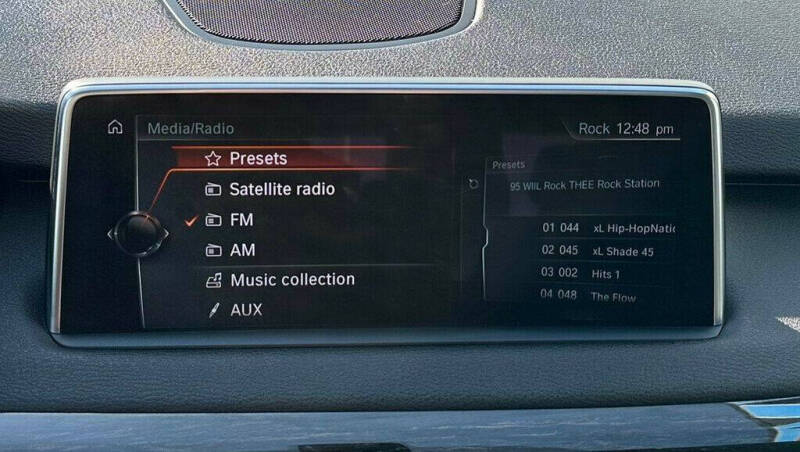 Media/Radio
Rock 12:48 pm
Presets
Satellite radio
FM
AM
Music collection
AUX
Presets
95 WIIL Rock THEE Rock Station
01 044 xL Hip-HopNatic
02 045 xL Shade 45
03 002 Hits 1
04 048 The Flow